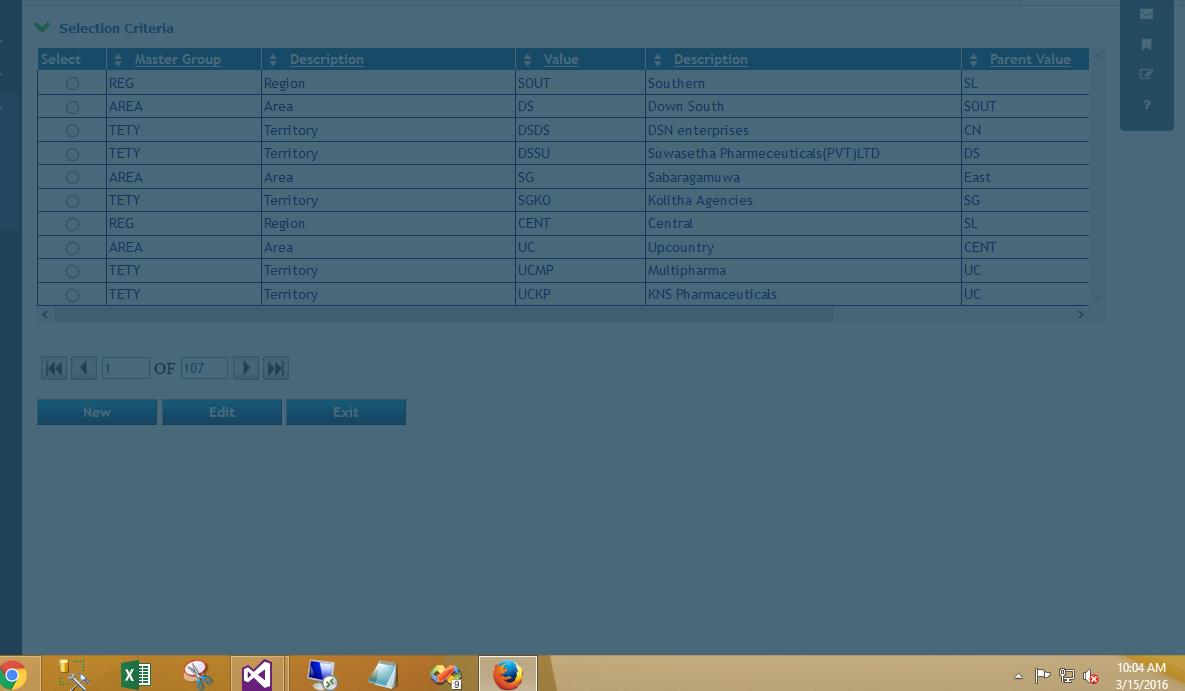 Selection Criteria
Select Master Group Description Value Description Parent Value
REG Region SOUT Southern SL
AREA Area DS Down South SOUT
TETY Territory DSDS DSN enterprises CN
TETY Territory DSSU Suwasetha Pharmeceuticals(PVT)LTD DS
AREA Area SG Sabaragamuwa East
TETY Territory SGKO Kolitha Agencies SG
REG Region CENT Central SL
AREA Area UC Upcountry CENT
TETY Territory UCMP Multipharma UC
TETY Territory UCKP KNS Pharmaceuticals UC
1 OF 107
New Edit Exit
?
9
10:04 AM
3/15/2016